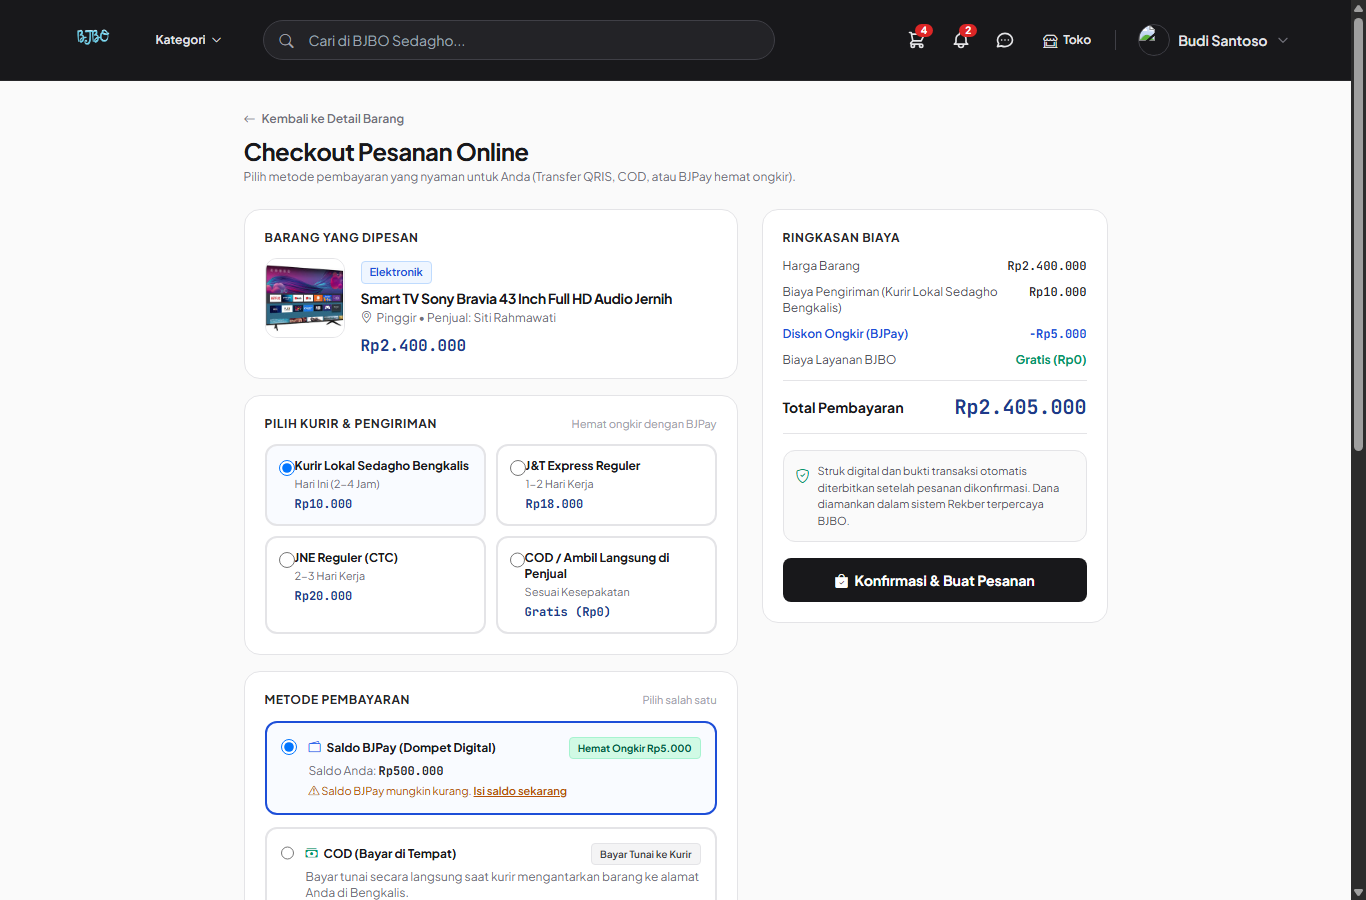 BJBO
Kategori
Cari di BJBO Sedagho...
4
2
Toko
Budi Santoso
Kembali ke Detail Barang
Checkout Pesanan Online
Pilih metode pembayaran yang nyaman untuk Anda (Transfer QRIS, COD, atau BJPay hemat ongkir).
BARANG YANG DIPESAN
Elektronik
Smart TV Sony Bravia 43 Inch Full HD Audio Jernih
Pinggir • Penjual: Siti Rahmawati
Rp2.400.000
PILIH KURIR & PENGIRIMAN
Hemat ongkir dengan BJPay
Kurir Lokal Sedagho Bengkalis
Hari Ini (2–4 Jam)
Rp10.000
J&T Express Reguler
1–2 Hari Kerja
Rp18.000
JNE Reguler (CTC)
2–3 Hari Kerja
Rp20.000
COD / Ambil Langsung di
Penjual
Sesuai Kesepakatan
Gratis (Rp0)
METODE PEMBAYARAN
Pilih salah satu
Saldo BJPay (Dompet Digital)
Hemat Ongkir Rp5.000
Saldo Anda: Rp500.000
Saldo BJPay mungkin kurang. Isi saldo sekarang
COD (Bayar di Tempat)
Bayar Tunai ke Kurir
Bayar tunai secara langsung saat kurir mengantarkan barang ke alamat
Anda di Bengkalis.
RINGKASAN BIAYA
Harga Barang
Rp2.400.000
Biaya Pengiriman (Kurir Lokal Sedagho
Bengkalis)
Rp10.000
Diskon Ongkir (BJPay)
-Rp5.000
Biaya Layanan BJBO
Gratis (Rp0)
Total Pembayaran
Rp2.405.000
Struk digital dan bukti transaksi otomatis
diterbitkan setelah pesanan dikonfirmasi. Dana
diamankan dalam sistem Rekber terpercaya
BJBO.
Konfirmasi & Buat Pesanan